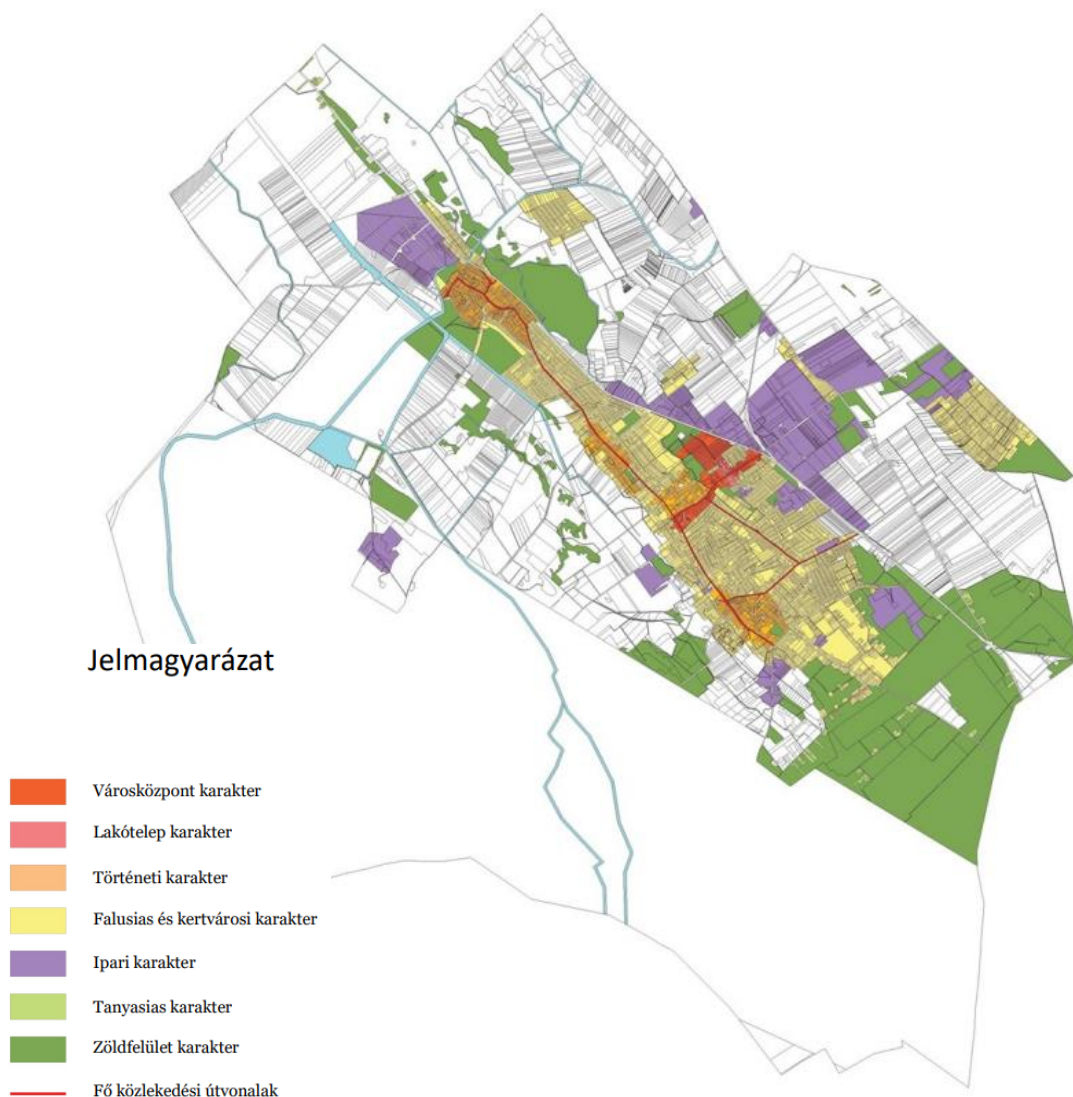 Jelmagyarázat
Városközpont karakter
Lakótelep karakter
Történeti karakter
Falusias és kertvárosi karakter
Ipari karakter
Tanyasias karakter
Zöldfelület karakter
Fő közlekedési útvonalak